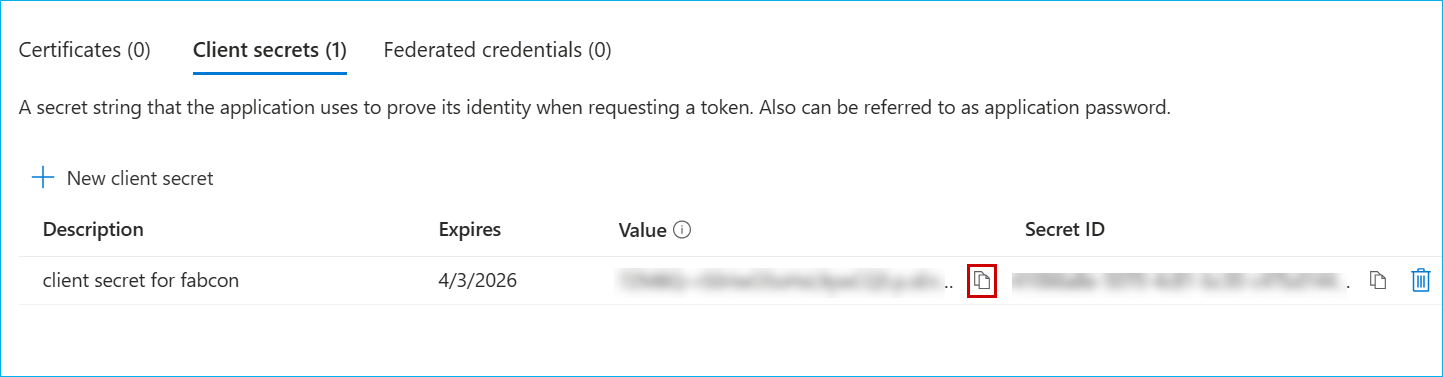 Certificates (0) Client secrets (1) Federated credentials (0)
A secret string that the application uses to prove its identity when requesting a token. Also can be referred to as application password.
New client secret
Description Expires Value Secret ID
client secret for fabcon 4/3/2026